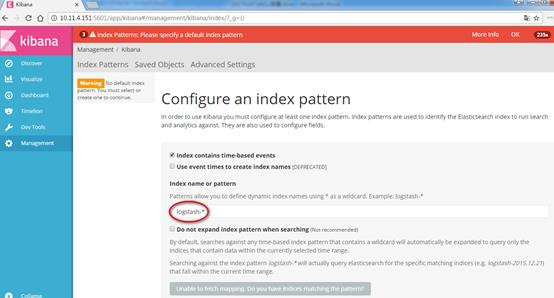 Kibana
10.11.4.151:5601/app/kibana#/management/kibana/index/?_g=()
kibana
Discover
Visualize
Dashboard
Timelion
Dev Tools
Management
Collapse
3 Index Patterns: Please specify a default index pattern More Info OK 235s
Management / Kibana
Index Patterns Saved Objects Advanced Settings
Warning No default index
pattern. You must select or
create one to continue.
Configure an index pattern
In order to use Kibana you must configure at least one index pattern. Index patterns are used to identify the Elasticsearch index to run search
and analytics against. They are also used to configure fields.
Index contains time-based events
Use event times to create index names [DEPRECATED]
Index name or pattern
Patterns allow you to define dynamic index names using * as a wildcard. Example: logstash-*
logstash-*
Do not expand index pattern when searching (Not recommended)
By default, searches against any time-based index pattern that contains a wildcard will automatically be expanded to query only the
indices that contain data within the currently selected time range.
Searching against the index pattern logstash-* will actually query elasticsearch for the specific matching indices (e.g. logstash-2015.12.21)
that fall within the current time range.
Unable to fetch mapping. Do you have indices matching the pattern?